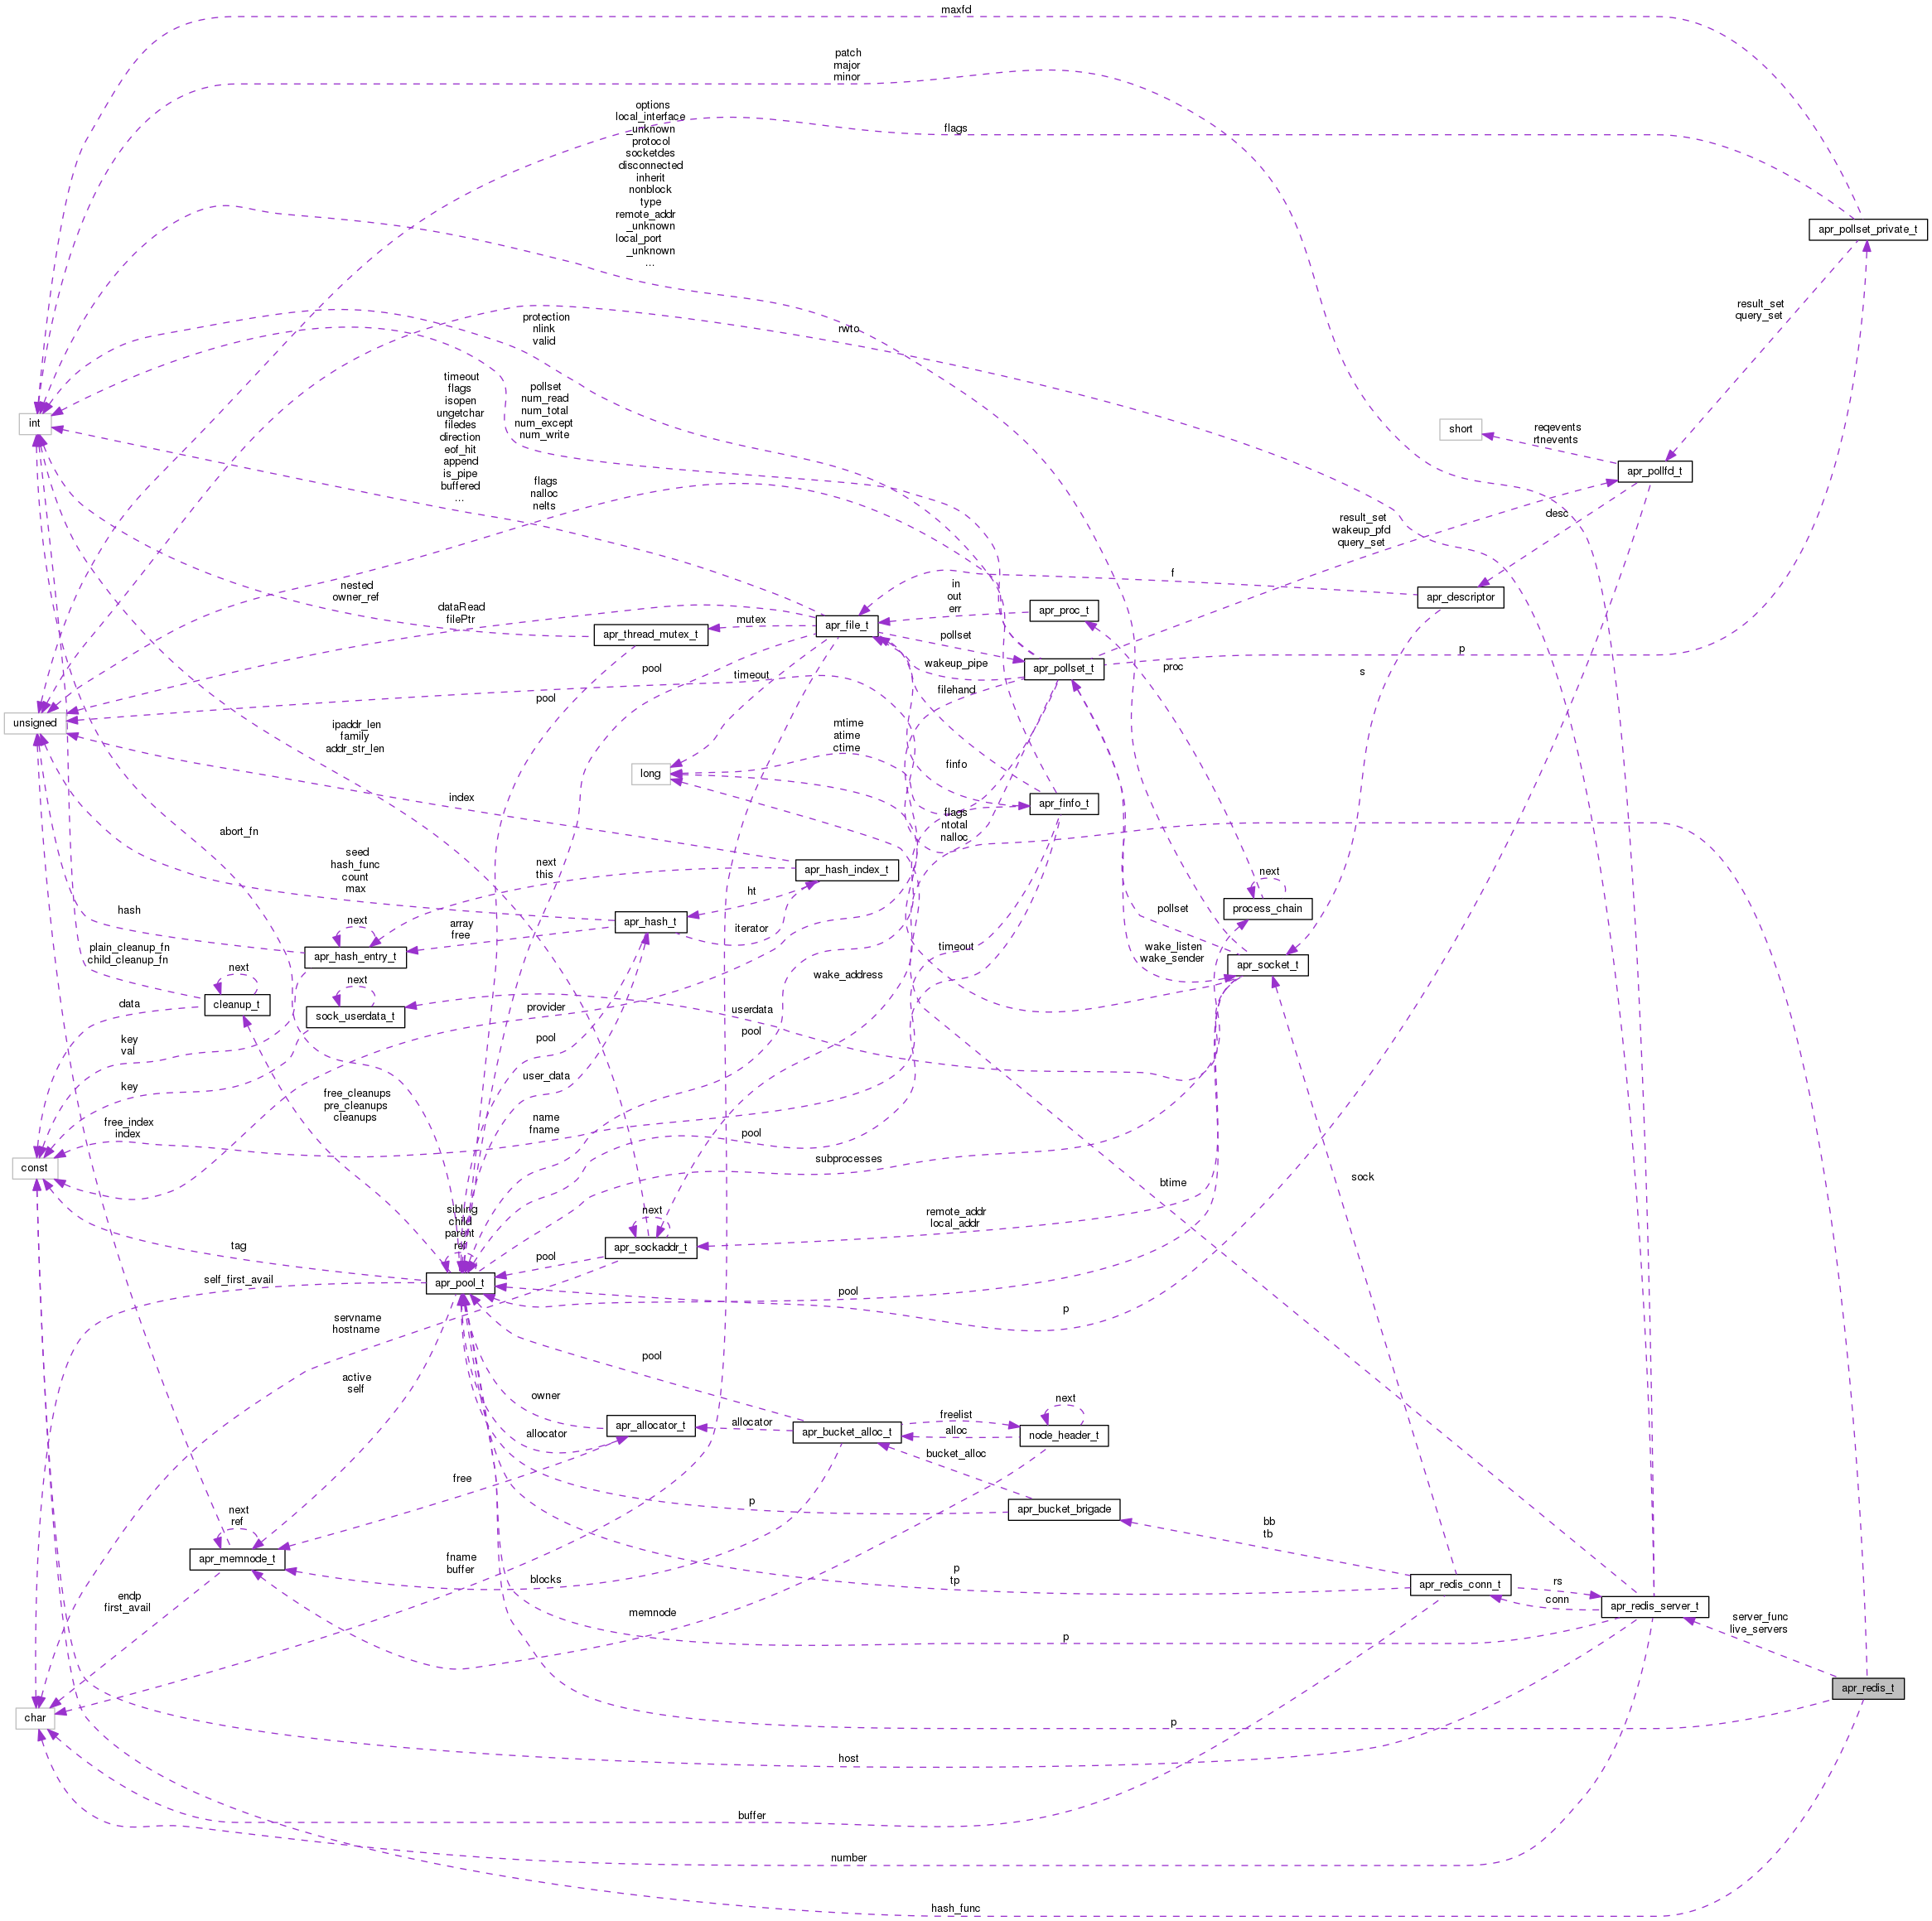 maxfd
patch
major
minor
options
local_interface
_unknown
protocol
socketdes
disconnected
inherit
nonblock
type
remote_addr
_unknown
local_port
_unknown
...
flags
apr_pollset_private_t
result_set
query_set
protection
nlink
valid
rwto
timeout
flags
isopen
ungetchar
filedes
direction
eof_hit
append
is_pipe
buffered
...
pollset
num_read
num_total
num_except
num_write
int
short
reqevents
rtnevents
apr_pollfd_t
flags
nalloc
nelts
result_set
wakeup_pfd
query_set
desc
nested
owner_ref
dataRead
filePtr
f
in
out
err
apr_proc_t
apr_descriptor
apr_thread_mutex_t
mutex
apr_file_t
pollset
apr_pollset_t
p
s
proc
wakeup_pipe
pool
timeout
filehand
pool
unsigned
ipaddr_len
family
addr_str_len
mtime
atime
ctime
long
finfo
apr_finfo_t
index
flags
ntotal
nalloc
abort_fn
seed
hash_func
count
max
next
this
apr_hash_index_t
ht
next
process_chain
hash
next
array
free
apr_hash_t
iterator
pollset
plain_cleanup_fn
child_cleanup_fn
apr_hash_entry_t
timeout
wake_listen
wake_sender
apr_socket_t
next
next
wake_address
data
cleanup_t
sock_userdata_t
provider
userdata
key
val
pool
pool
user_data
key
free_cleanups
pre_cleanups
cleanups
free_index
index
name
fname
pool
const
subprocesses
sock
btime
sibling
child
parent
ref
next
remote_addr
local_addr
tag
apr_sockaddr_t
pool
self_first_avail
apr_pool_t
pool
p
servname
hostname
pool
active
self
owner
apr_allocator_t
allocator
apr_bucket_alloc_t
freelist
alloc
next
node_header_t
allocator
bucket_alloc
free
p
apr_bucket_brigade
next
ref
bb
tb
apr_memnode_t
fname
buffer
blocks
p
tp
apr_redis_conn_t
rs
conn
apr_redis_server_t
endp
first_avail
memnode
p
server_func
live_servers
apr_redis_t
char
p
host
buffer
number
hash_func